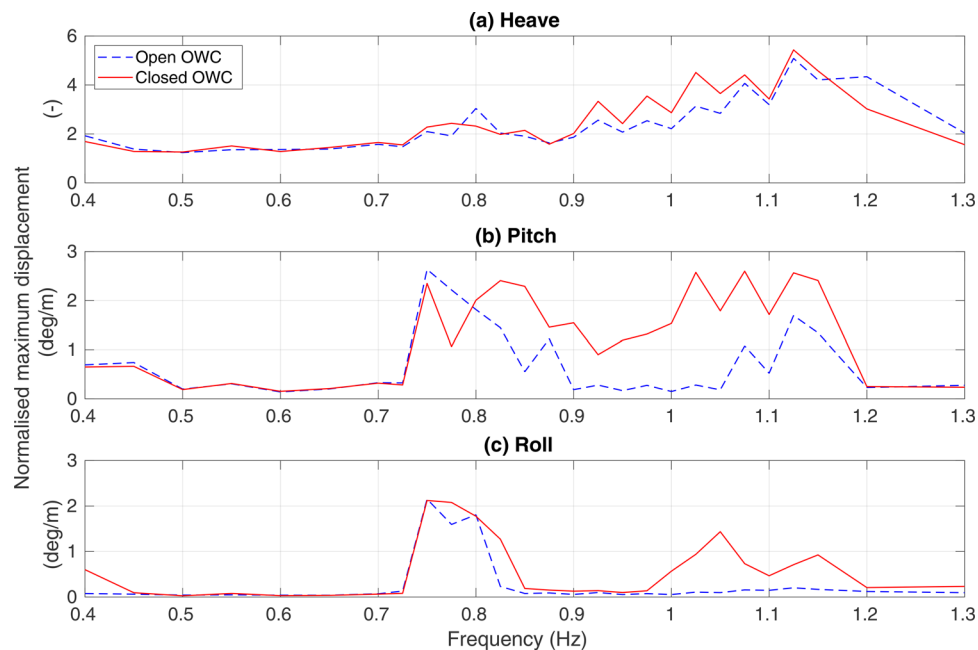 (a) Heave
6
4
2
0
(-)
Open OWC
Closed OWC
0.4 0.5 0.6 0.7 0.8 0.9 1 1.1 1.2 1.3
Normalised maximum displacement
(b) Pitch
3
2
1
0
(deg/m)
0.4 0.5 0.6 0.7 0.8 0.9 1 1.1 1.2 1.3
(c) Roll
3
2
1
0
(deg/m)
0.4 0.5 0.6 0.7 0.8 0.9 1 1.1 1.2 1.3
Frequency (Hz)